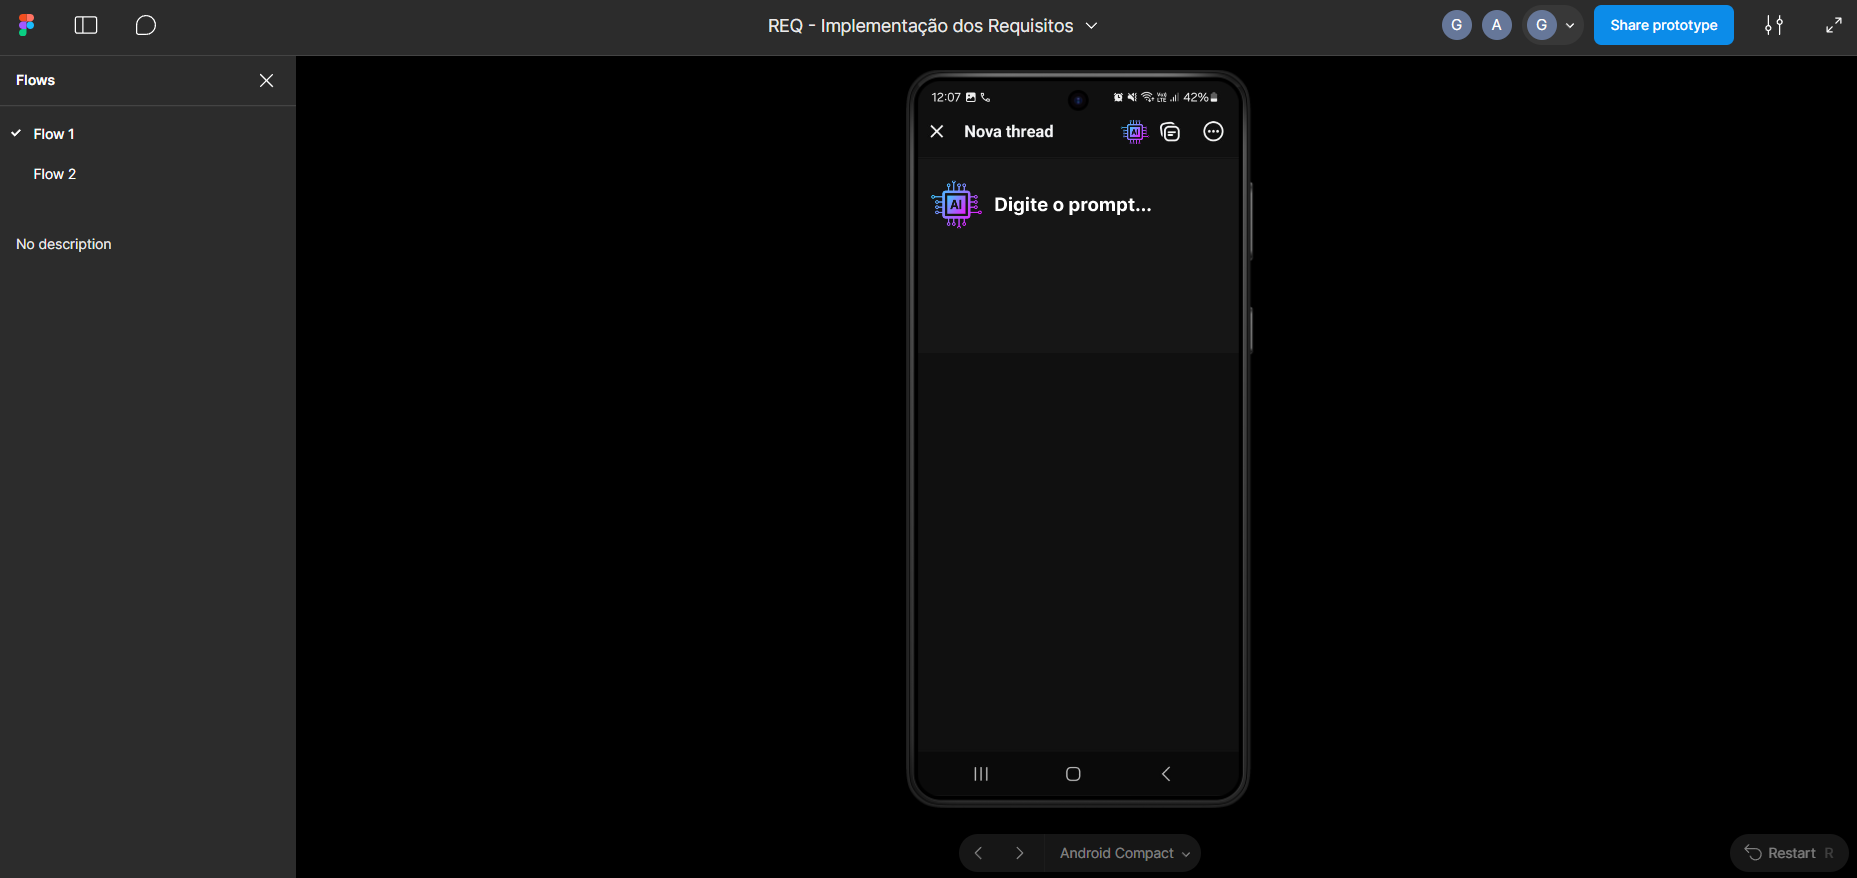 REQ - Implementação dos Requisitos
G
A
G
Share prototype
Flows
Flow 1
Flow 2
No description
12:07
42%
Nova thread
AI
AI
Digite o prompt...
Android Compact
Restart R